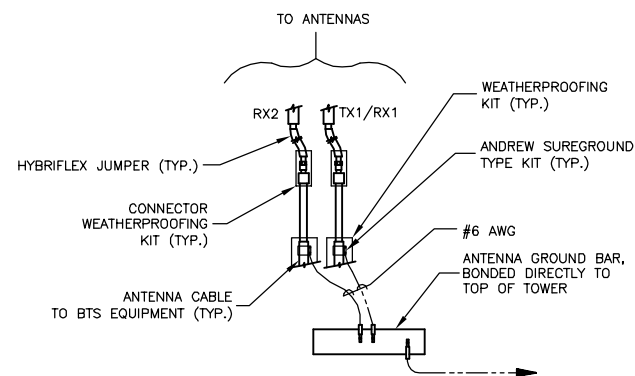 TO ANTENNAS
RX2
TX1/RX1
WEATHERPROOFING
KIT (TYP.)
HYBRIFLEX JUMPER (TYP.)
ANDREW SUREGROUND
TYPE KIT (TYP.)
CONNECTOR
WEATHERPROOFING
KIT (TYP.)
#6 AWG
ANTENNA CABLE
TO BTS EQUIPMENT (TYP.)
ANTENNA GROUND BAR,
BONDED DIRECTLY TO
TOP OF TOWER